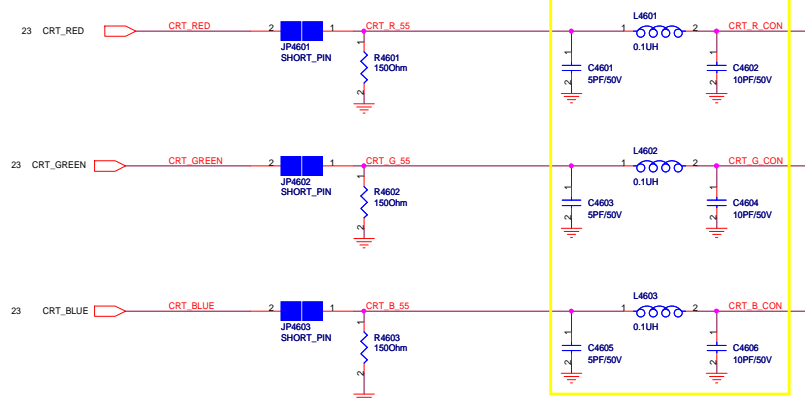 L4601
23 CRT_RED CRT_RED 2 1 CRT_R_55 1 2 CRT_R_CON
JP4601
SHORT_PIN
0.1UH
1 R4601
150Ohm
2
1 C4601
5PF/50V
2
1 C4602
10PF/50V
2
L4602
23 CRT_GREEN CRT_GREEN 2 1 CRT_G_55 1 2 CRT_G_CON
JP4602
SHORT_PIN
0.1UH
1 R4602
150Ohm
2
1 C4603
5PF/50V
2
1 C4604
10PF/50V
2
L4603
23 CRT_BLUE CRT_BLUE 2 1 CRT_B_55 1 2 CRT_B_CON
JP4603
SHORT_PIN
0.1UH
1 R4603
150Ohm
2
1 C4605
5PF/50V
2
1 C4606
10PF/50V
2